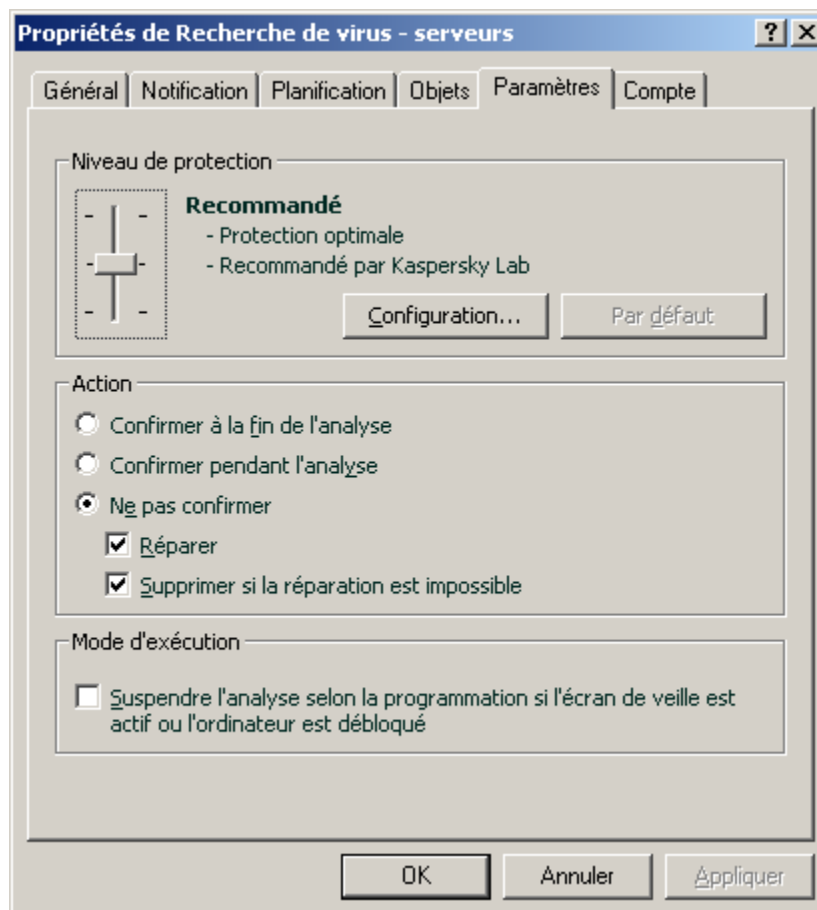 Propriétés de Recherche de virus - serveurs
Général
Notification
Planification
Objets
Paramètres
Compte
Niveau de protection
Recommandé
- Protection optimale
- Recommandé par Kaspersky Lab
Configuration...
Par défaut
Action
Confirmer à la fin de l'analyse
Confirmer pendant l'analyse
Ne pas confirmer
Réparer
Supprimer si la réparation est impossible
Mode d'exécution
Suspendre l'analyse selon la programmation si l'écran de veille est
actif ou l'ordinateur est débloqué
OK
Annuler
Appliquer